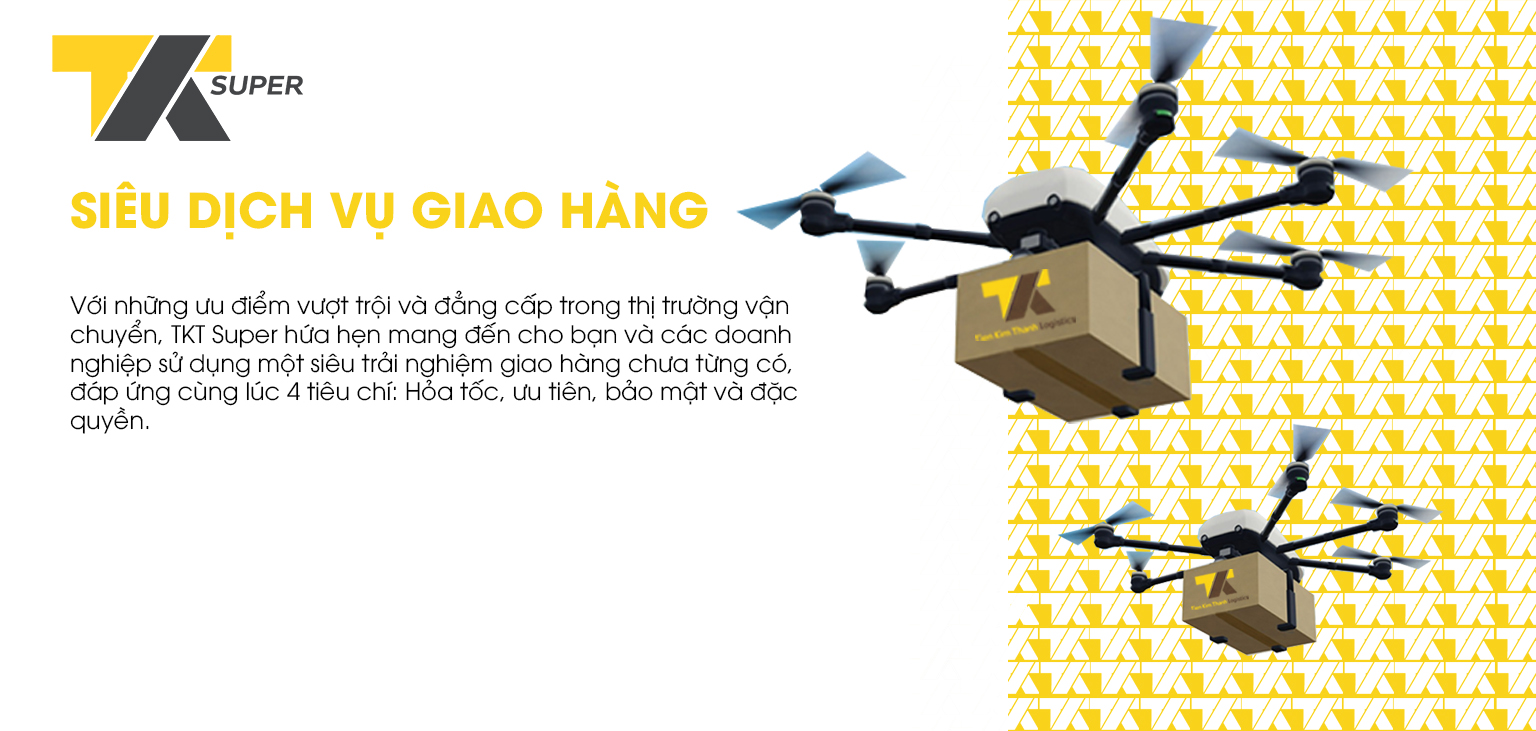 TKT SUPER
SIÊU DỊCH VỤ GIAO HÀNG
Với những ưu điểm vượt trội và đẳng cấp trong thị trường vận
chuyển, TKT Super hứa hẹn mang đến cho bạn và các doanh
nghiệp sử dụng một siêu trải nghiệm giao hàng chưa từng có,
đáp ứng cùng lúc 4 tiêu chí: Hỏa tốc, ưu tiên, bảo mật và đặc
quyền.
TKT
Tien Kim Thanh Logistics
TKT
Tien Kim Thanh Logistics